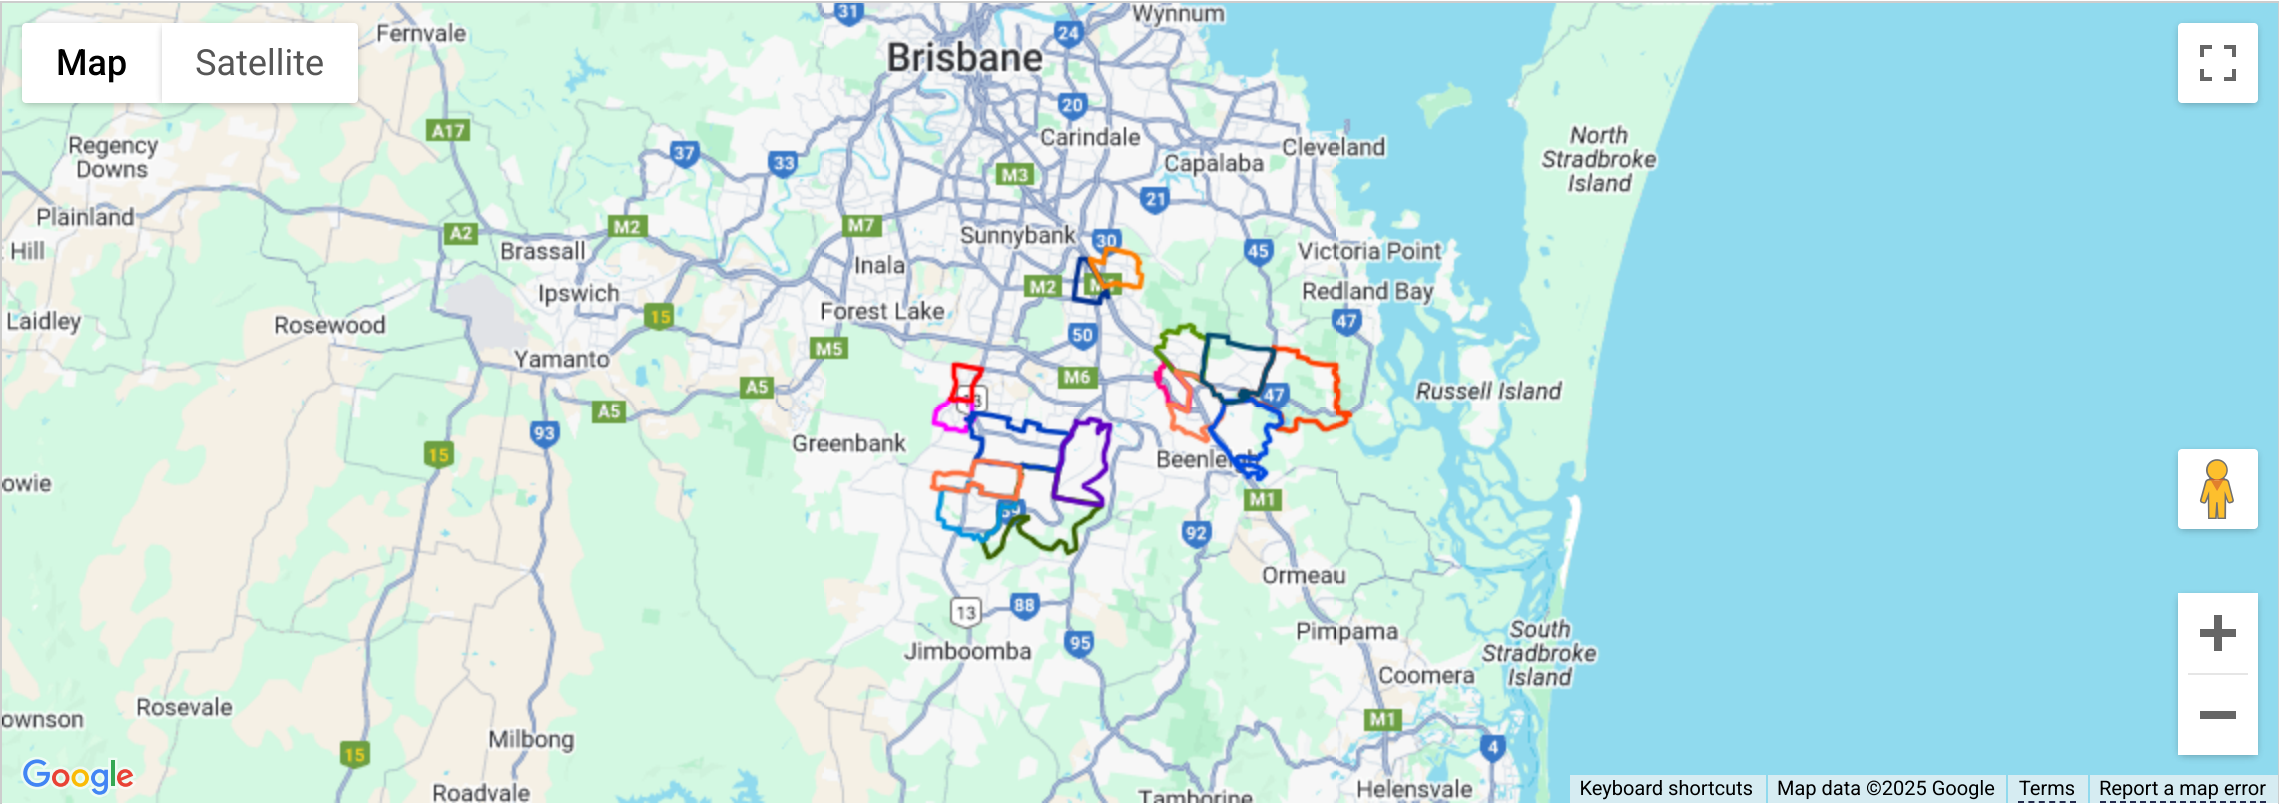 Map
Satellite
Fernvale
31
Wynnum
24
Brisbane
20
A17
Carindale
Cleveland
North
Stradbroke
Island
Regency
Downs
37
33
Capalaba
M3
21
Plainland
A2
M2
M7
Sunnybank
30
45
Victoria Point
Hill
Brassall
Inala
Ipswich
M2
Redland Bay
Laidley
Rosewood
15
Forest Lake
50
47
Yamanto
M5
A5
M6
47
Russell Island
A5
13
93
Greenbank
15
Beenleigh
owie
M1
59
92
Ormeau
13
88
Pimpama
South
Stradbroke
Island
Jimboomba
95
Coomera
Rosevale
ownson
M1
Milbong
15
4
Google
Roadvale
Tamborine
Helensvale
Keyboard shortcuts
Map data ©2025 Google
Terms
Report a map error